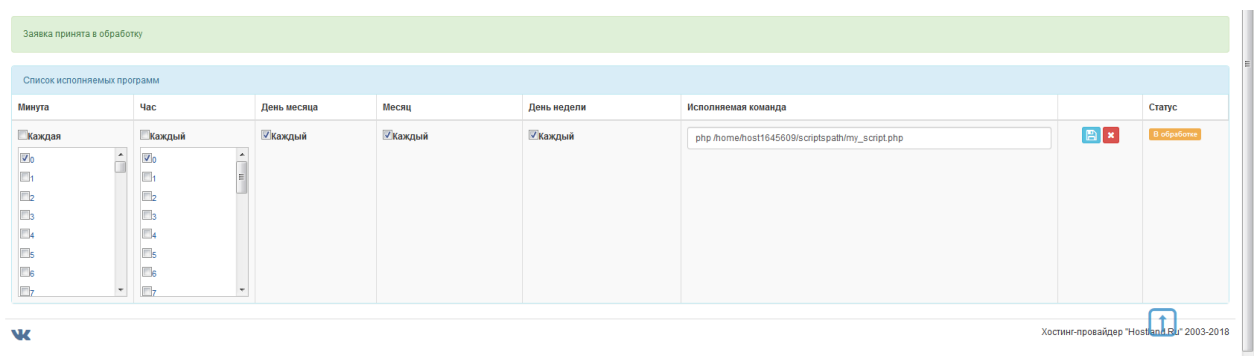 Заявка принята в обработку
Список исполняемых программ
Минута Час День месяца Месяц День недели Исполняемая команда Статус
Каждая Каждый Каждый Каждый Каждый php /home/host1645609/scriptspath/my_script.php В обработке
0 0
1 1
2 2
3 3
4 4
5 5
6 6
7 7
Хостинг-провайдер "Hostland.Ru" 2003-2018